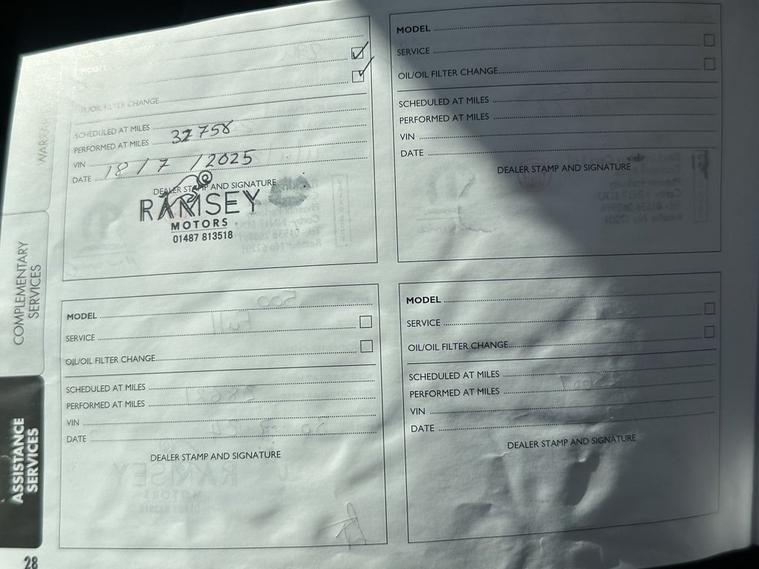 WARRANTY
COMPLEMENTARY
SERVICES
ASSISTANCE
SERVICES
28
MODEL
OIL/OIL FILTER CHANGE
SCHEDULED AT MILES
PERFORMED AT MILES 32758
VIN
DATE 18/7/2025
DEALER STAMP AND SIGNATURE
RAMSEY
MOTORS
01487 813518
MODEL
SERVICE
OIL/OIL FILTER CHANGE
SCHEDULED AT MILES
PERFORMED AT MILES
VIN
DATE
DEALER STAMP AND SIGNATURE
MODEL
SERVICE
OIL/OIL FILTER CHANGE
SCHEDULED AT MILES
PERFORMED AT MILES
VIN
DATE
DEALER STAMP AND SIGNATURE
MODEL
SERVICE
OIL/OIL FILTER CHANGE
SCHEDULED AT MILES
PERFORMED AT MILES
VIN
DATE
DEALER STAMP AND SIGNATURE